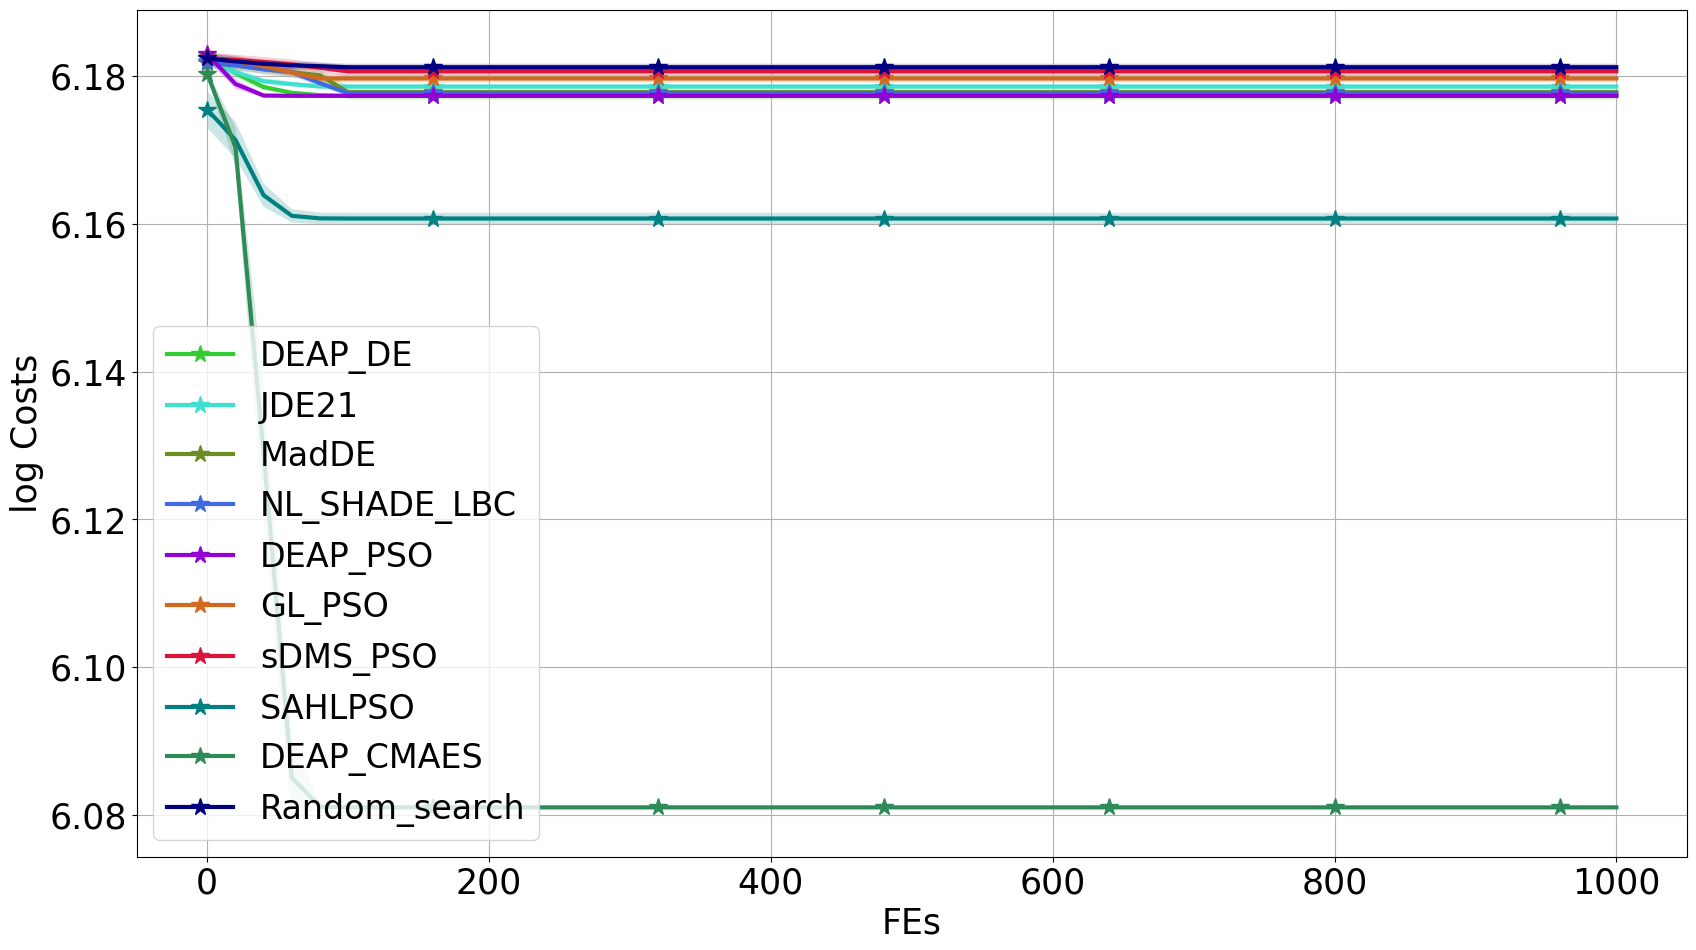 6.18
6.16
6.14
6.12
6.10
6.08
log Costs
DEAP_DE
JDE21
MadDE
NL_SHADE_LBC
DEAP_PSO
GL_PSO
sDMS_PSO
SAHLPSO
DEAP_CMAES
Random_search
0 200 400 600 800 1000
FEs